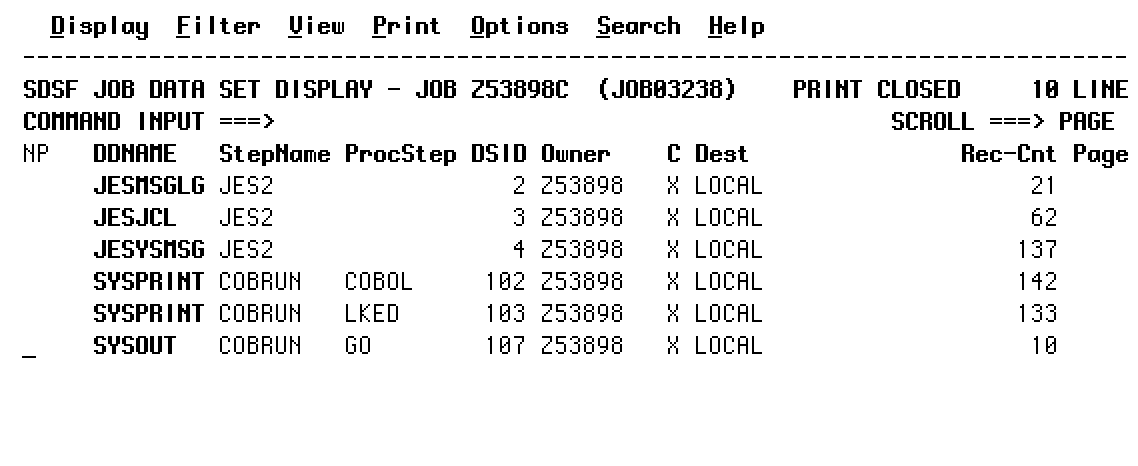 Display Filter View Print Options Search Help
-------------------------------------------------------------------------------
SDSF JOB DATA SET DISPLAY - JOB Z53898C (JOB03238) PRINT CLOSED 10 LINE
COMMAND INPUT ===> SCROLL ===> PAGE
NP DDNAME StepName ProcStep DSID Owner C Dest Rec-Cnt Page
JESMSGLG JES2 2 Z53898 X LOCAL 21
JESJCL JES2 3 Z53898 X LOCAL 62
JESYSMSG JES2 4 Z53898 X LOCAL 137
SYSPRINT COBRUN COBOL 102 Z53898 X LOCAL 142
SYSPRINT COBRUN LKED 103 Z53898 X LOCAL 133
_ SYSOUT COBRUN GO 107 Z53898 X LOCAL 10